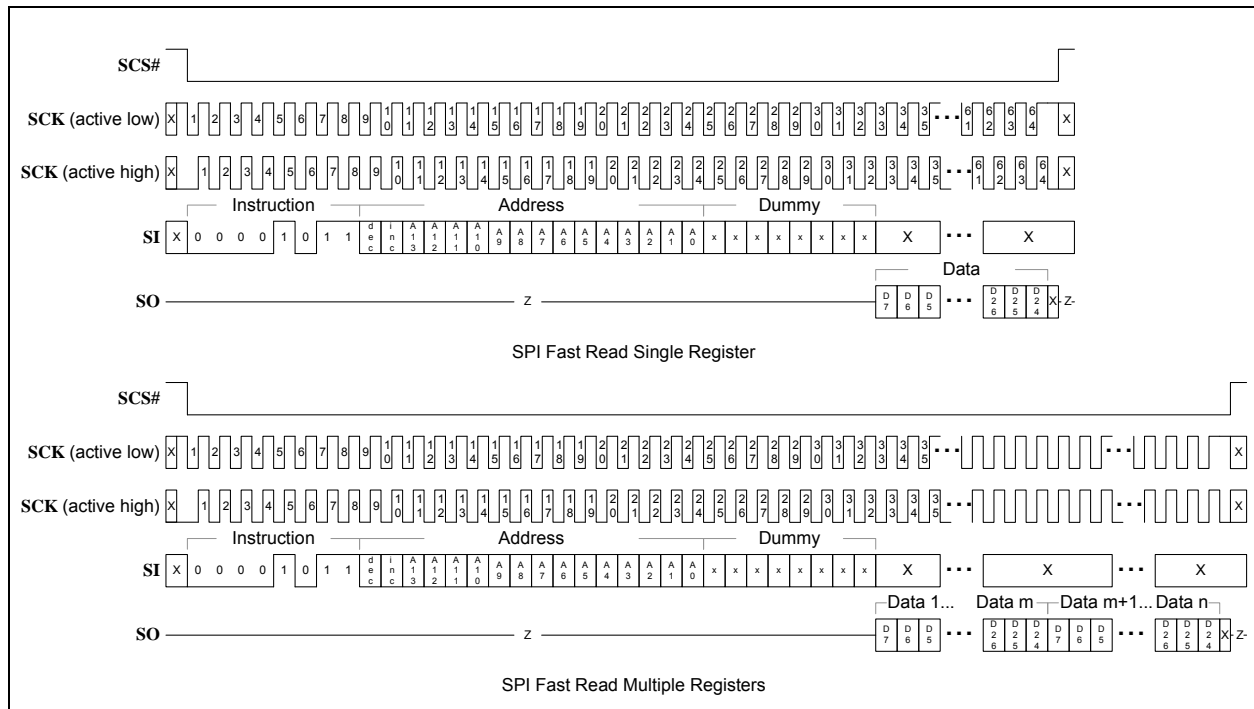 SCS#
SCK (active low) X 1 2 3 4 5 6 7 8 9 10 11 12 13 14 15 16 17 18 19 20 21 22 23 24 25 26 27 28 29 30 31 32 33 34 35 ... 61 62 63 64 X
SCK (active high) X 1 2 3 4 5 6 7 8 9 10 11 12 13 14 15 16 17 18 19 20 21 22 23 24 25 26 27 28 29 30 31 32 33 34 35 ... 61 62 63 64 X
Instruction Address Dummy
SI X 0 0 0 0 1 0 1 1 dec inc A13 A12 A11 A10 A9 A8 A7 A6 A5 A4 A3 A2 A1 A0 x x x x x x x x X ... X
Data
SO Z D7 D6 D5 ... D26 D25 D24 X Z
SPI Fast Read Single Register
SCS#
SCK (active low) X 1 2 3 4 5 6 7 8 9 10 11 12 13 14 15 16 17 18 19 20 21 22 23 24 25 26 27 28 29 30 31 32 33 34 35 ... ... X
SCK (active high) X 1 2 3 4 5 6 7 8 9 10 11 12 13 14 15 16 17 18 19 20 21 22 23 24 25 26 27 28 29 30 31 32 33 34 35 ... ... X
Instruction Address Dummy
SI X 0 0 0 0 1 0 1 1 dec inc A13 A12 A11 A10 A9 A8 A7 A6 A5 A4 A3 A2 A1 A0 x x x x x x x x X ... X ... X
Data 1... Data m Data m+1... Data n
SO Z D7 D6 D5 ... D26 D25 D24 D7 D6 D5 ... D26 D25 D24 X Z
SPI Fast Read Multiple Registers